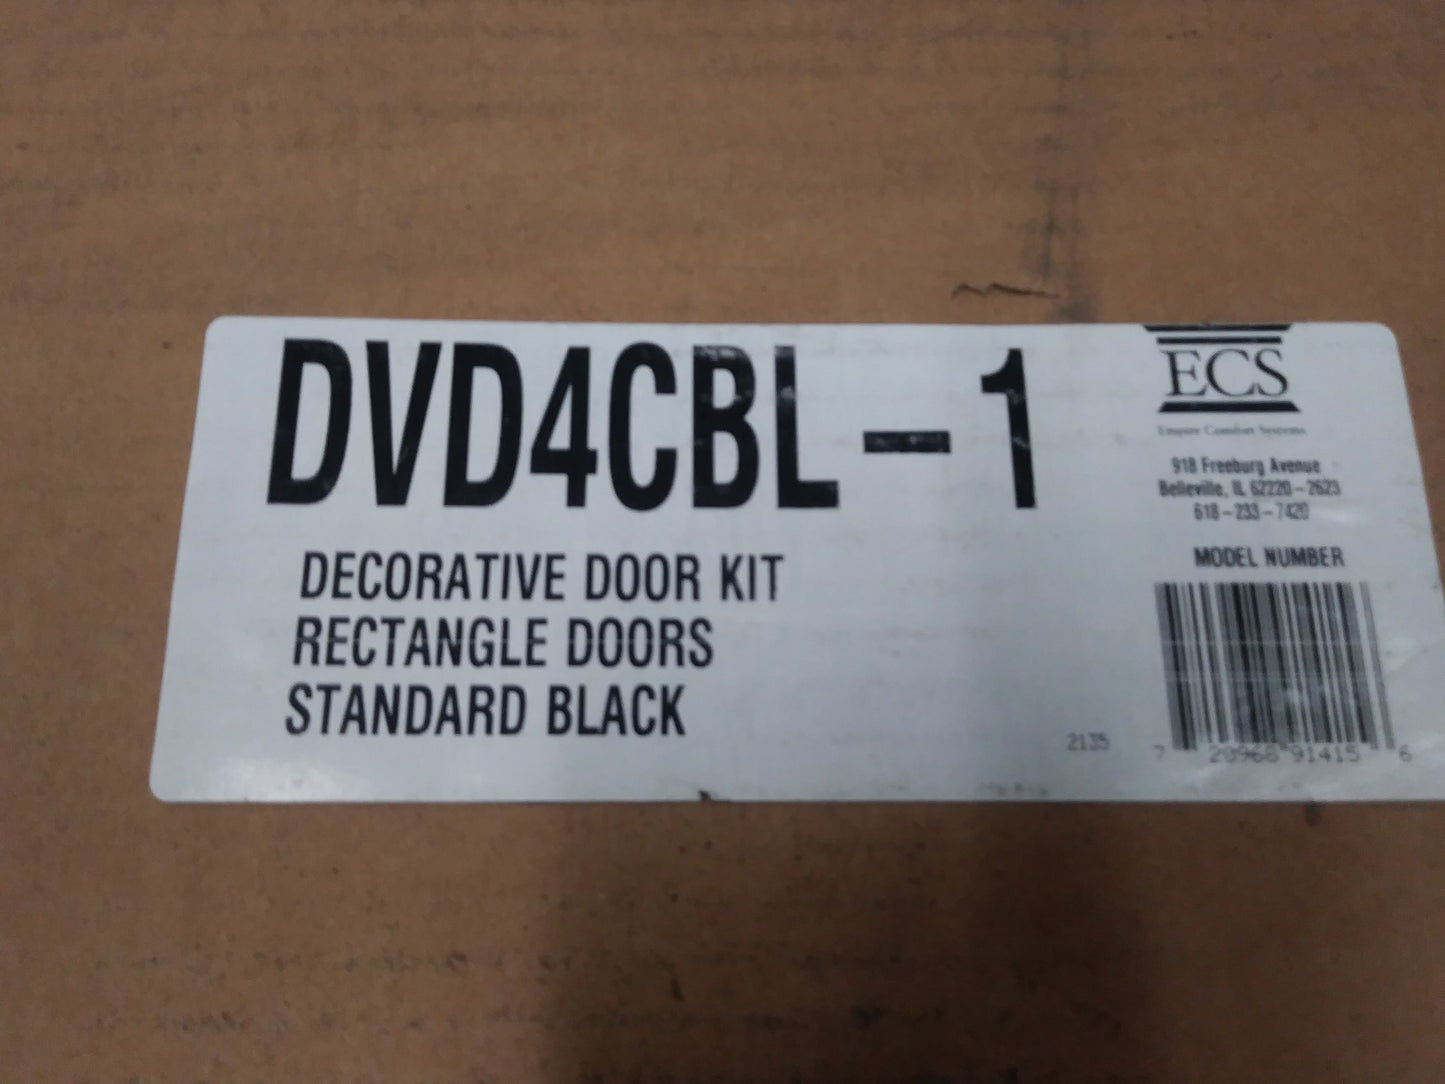 DVD4CBL-1
DECORATIVE DOOR KIT
RECTANGLE DOORS
STANDARD BLACK
ECS
Empire Comfort Systems
918 Freeburg Avenue
Belleville, IL 62220-2623
618-233-7420
MODEL NUMBER
2135
7 28968 91415 6